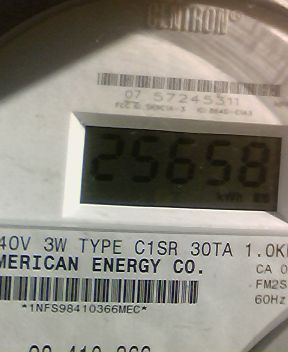 CENTRON®
07 57245311
25658
kWh
40V 3W TYPE C1SR 30TA 1.0K
MERICAN ENERGY CO.
CA 0
FM2S
60Hz
*1NFS98410366MEC*